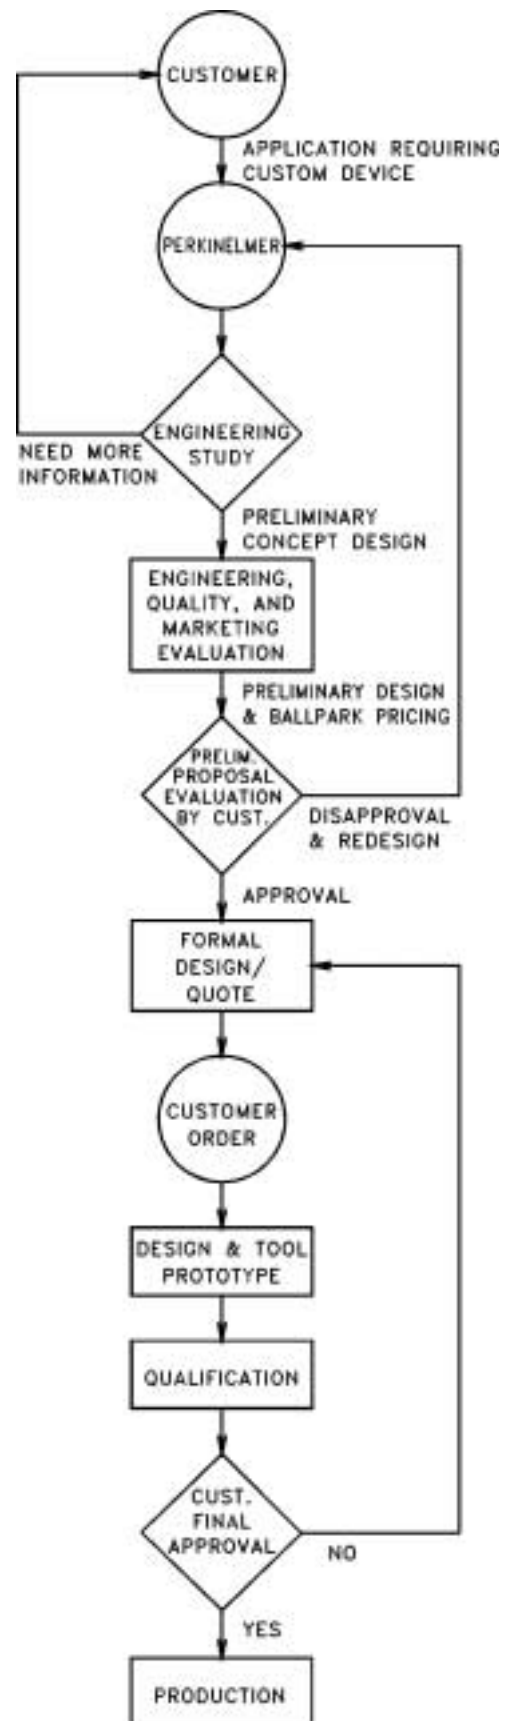 CUSTOMER
APPLICATION REQUIRING
CUSTOM DEVICE
PERKINELMER
ENGINEERING
STUDY
NEED MORE
INFORMATION
PRELIMINARY
CONCEPT DESIGN
ENGINEERING,
QUALITY, AND
MARKETING
EVALUATION
PRELIMINARY DESIGN
& BALLPARK PRICING
PRELIM.
PROPOSAL
EVALUATION
BY CUST.
DISAPPROVAL
& REDESIGN
APPROVAL
FORMAL
DESIGN/
QUOTE
CUSTOMER
ORDER
DESIGN & TOOL
PROTOTYPE
QUALIFICATION
CUST.
FINAL
APPROVAL
NO
YES
PRODUCTION